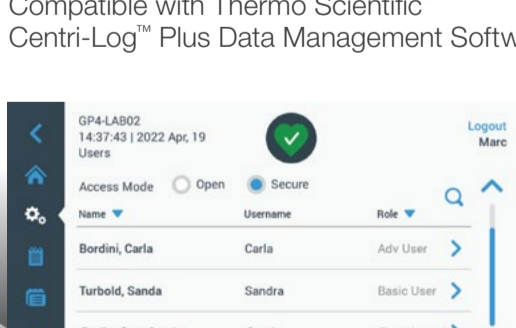 Compatible with Thermo Scientific
Centri-Log™ Plus Data Management Softw
GP4-LAB02
14:37:43 | 2022 Apr, 19
Users
Logout
Marc
Access Mode Open Secure
Name Username Role
Bordini, Carla Carla Adv User
Turbold, Sanda Sandra Basic User